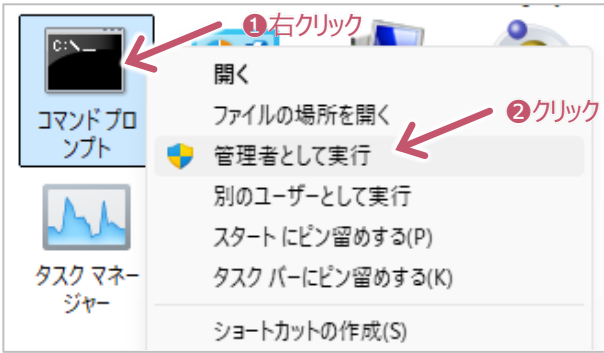 ❶右クリック
C:\_
開く
コマンド プロ
ンプト
ファイルの場所を開く
❷クリック
管理者として実行
別のユーザーとして実行
スタート にピン留めする(P)
タスク バーにピン留めする(K)
タスク マネー
ジャー
ショートカットの作成(S)